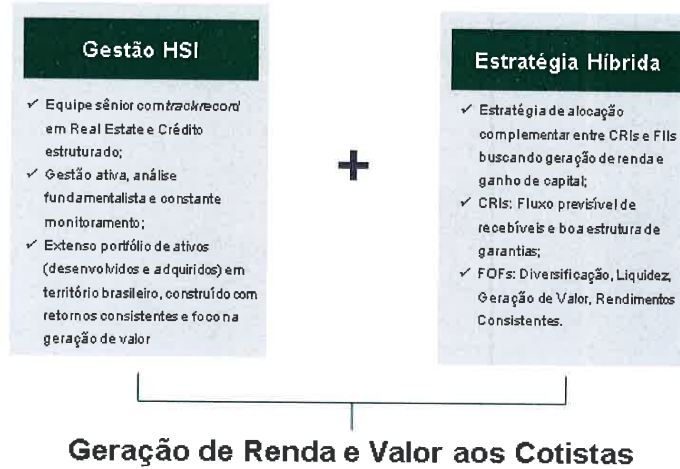 Gestão HSI
✓ Equipe sênior com track record
em Real Estate e Crédito
estruturado;
✓ Gestão ativa, análise
fundamentalista e constante
monitoramento;
✓ Extenso portfólio de ativos
(desenvolvidos e adquiridos) em
território brasileiro, construído com
retornos consistentes e foco na
geração de valor
+
Estratégia Híbrida
✓ Estratégia de alocação
complementar entre CRIs e FIIs
buscando geração de renda e
ganho de capital;
✓ CRIs: Fluxo previsível de
recebíveis e boa estrutura de
garantias;
✓ FOFs: Diversificação, Liquidez,
Geração de Valor, Rendimentos
Consistentes.
Geração de Renda e Valor aos Cotistas